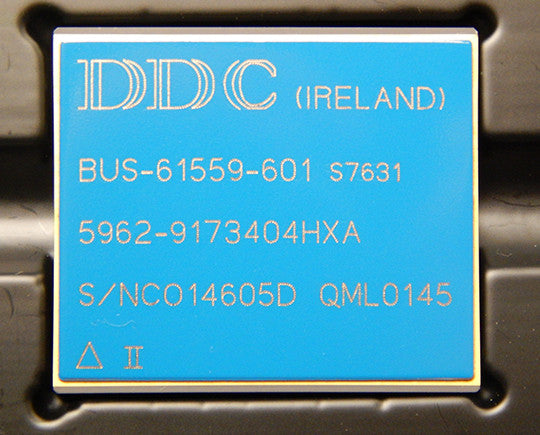 DDC (IRELAND)
BUS-61559-601 S7631
5962-9173404HXA
S/NC014605D QML0145
△ II